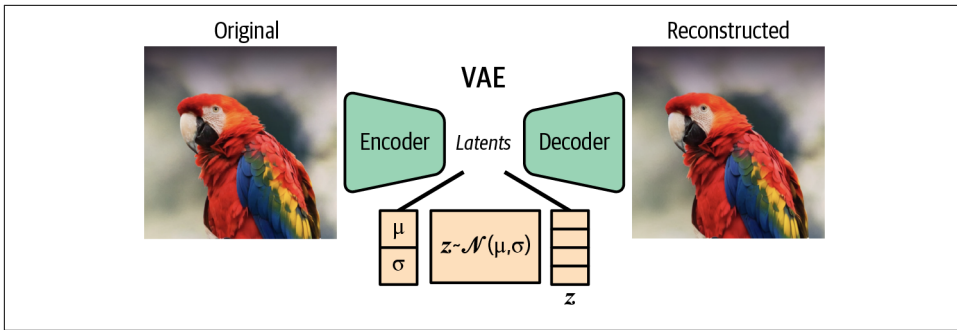 Original
Reconstructed
VAE
Encoder
Latents
Decoder
μ
σ
z~𝒩(μ,σ)
z